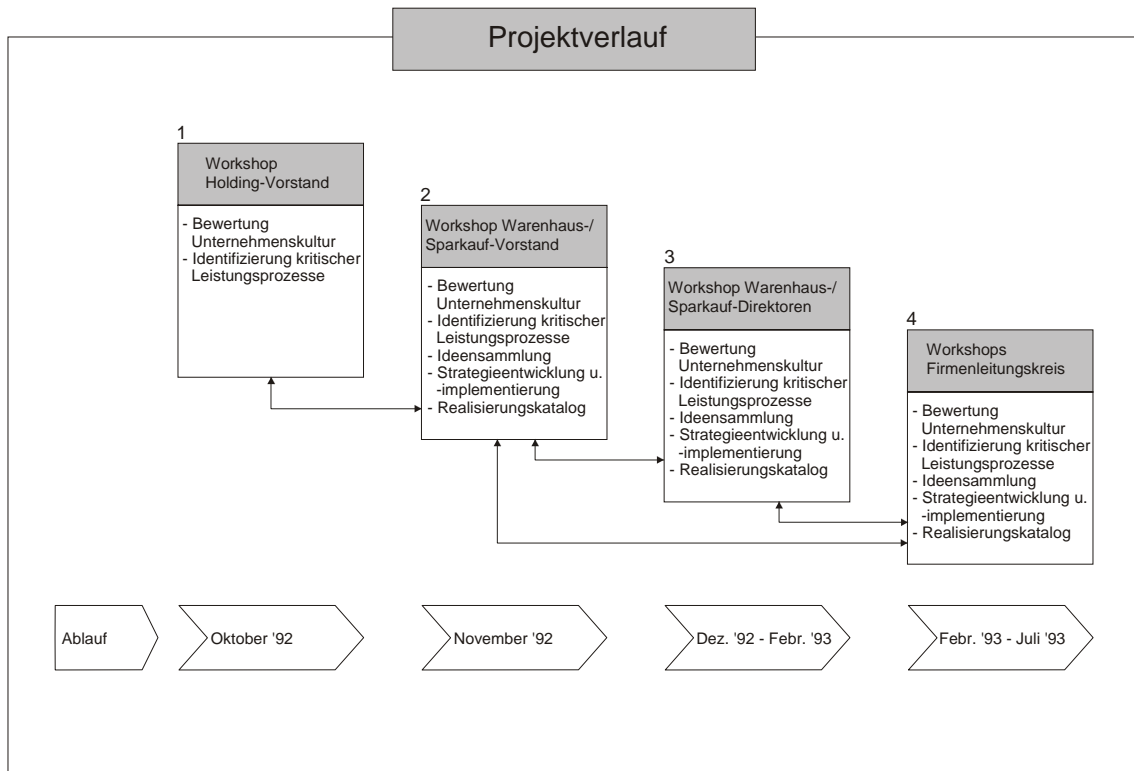 Projektverlauf
1
Workshop
Holding-Vorstand
- Bewertung
Unternehmenskultur
- Identifizierung kritischer
Leistungsprozesse
2
Workshop Warenhaus-/
Sparkauf-Vorstand
- Bewertung
Unternehmenskultur
- Identifizierung kritischer
Leistungsprozesse
- Ideensammlung
- Strategieentwicklung u.
-implementierung
- Realisierungskatalog
3
Workshop Warenhaus-/
Sparkauf-Direktoren
- Bewertung
Unternehmenskultur
- Identifizierung kritischer
Leistungsprozesse
- Ideensammlung
- Strategieentwicklung u.
-implementierung
- Realisierungskatalog
4
Workshops
Firmenleitungskreis
- Bewertung
Unternehmenskultur
- Identifizierung kritischer
Leistungsprozesse
- Ideensammlung
- Strategieentwicklung u.
-implementierung
- Realisierungskatalog
Ablauf
Oktober '92
November '92
Dez. '92 - Febr. '93
Febr. '93 - Juli '93